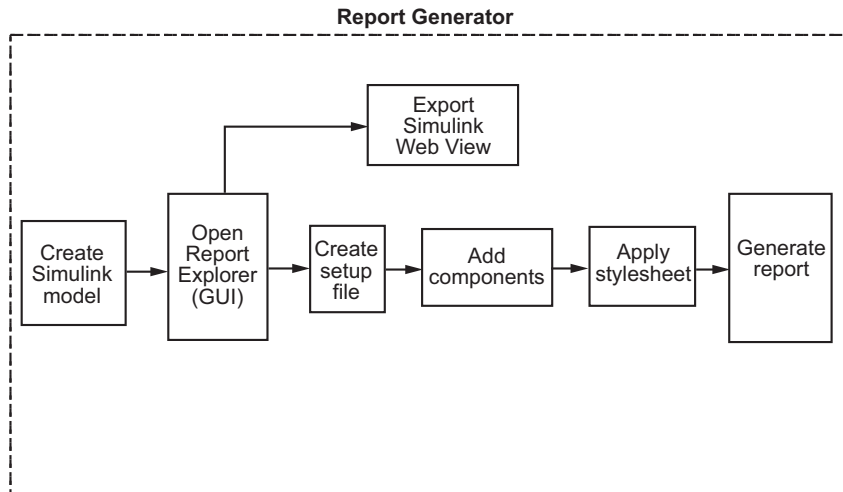 Report Generator
Export
Simulink
Web View
Create
Simulink
model
Open
Report
Explorer
(GUI)
Create
setup
file
Add
components
Apply
stylesheet
Generate
report